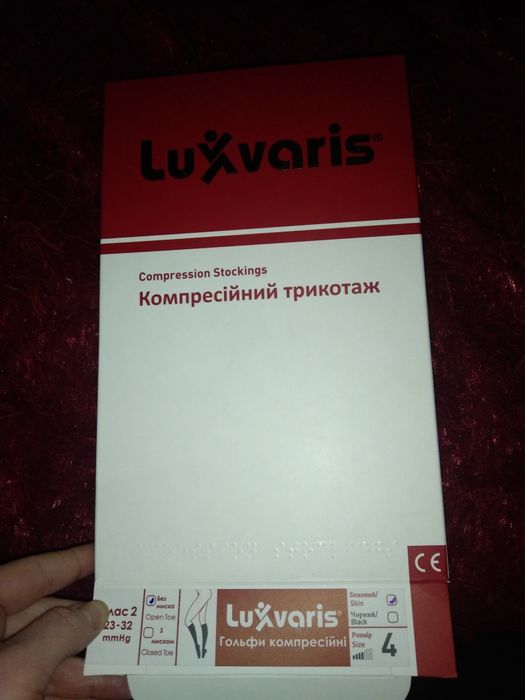 Luxvaris®
Compression Stockings
Компресійний трикотаж
CE
лас 2
23-32
mmHg
Без
миска
Open Toe
З
миском
Closed Toe
Luxvaris®
Гольфи компресійні
Бежевий/
Skin
Чорний/
Black
Розмір
Size
4